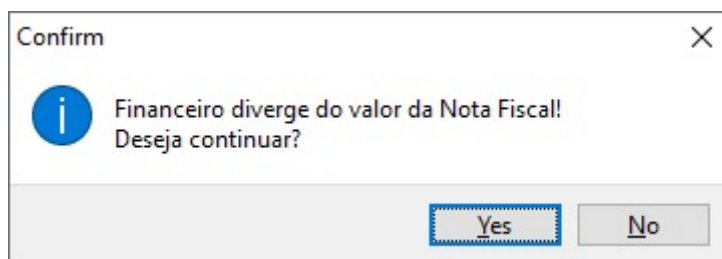 Confirm
Financeiro diverge do valor da Nota Fiscal!
Deseja continuar?
Yes No